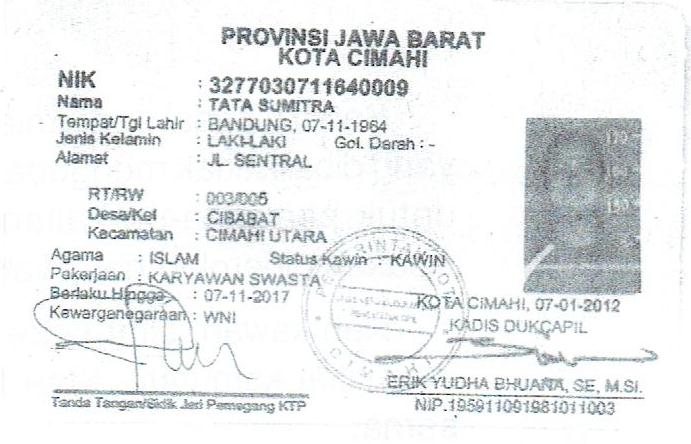 PROVINSI JAWA BARAT
KOTA CIMAHI
NIK : 3277030711640009
Nama : TATA SUMITRA
Tempat/Tgl Lahir : BANDUNG, 07-11-1964
Jenis Kelamin : LAKI-LAKI Gol. Darah : -
Alamat : JL. SENTRAL
RT/RW : 003/005
Desa/Kel : CIBABAT
Kecamatan : CIMAHI UTARA
Agama : ISLAM Status Kawin : KAWIN
Pekerjaan : KARYAWAN SWASTA
Berlaku Hingga : 07-11-2017
Kewarganegaraan : WNI
KOTA CIMAHI, 07-01-2012
KADIS DUKCAPIL
PEMERINTAH KOTA
CIMAHI
ERIK YUDHA BHUANA, SE, M.SI.
NIP.195911091981011003
Tanda Tangan/Sidik Jari Pemegang KTP